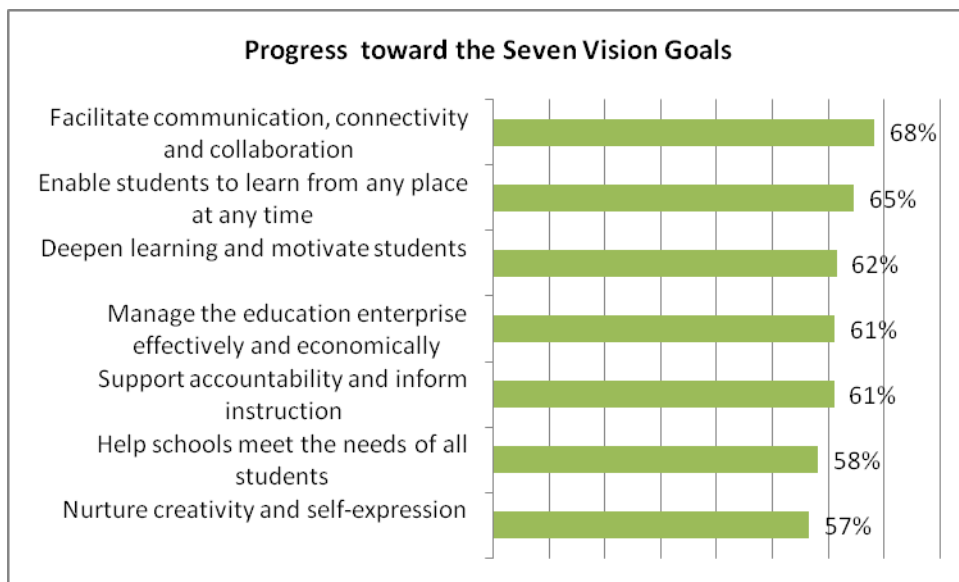 Progress  toward the Seven Vision Goals
Facilitate communication, connectivity
and collaboration
68%
Enable students to learn from any place
at any time
65%
Deepen learning and motivate students
62%
Manage the education enterprise
effectively and economically
61%
Support accountability and inform
instruction
61%
Help schools meet the needs of all
students
58%
Nurture creativity and self-expression
57%